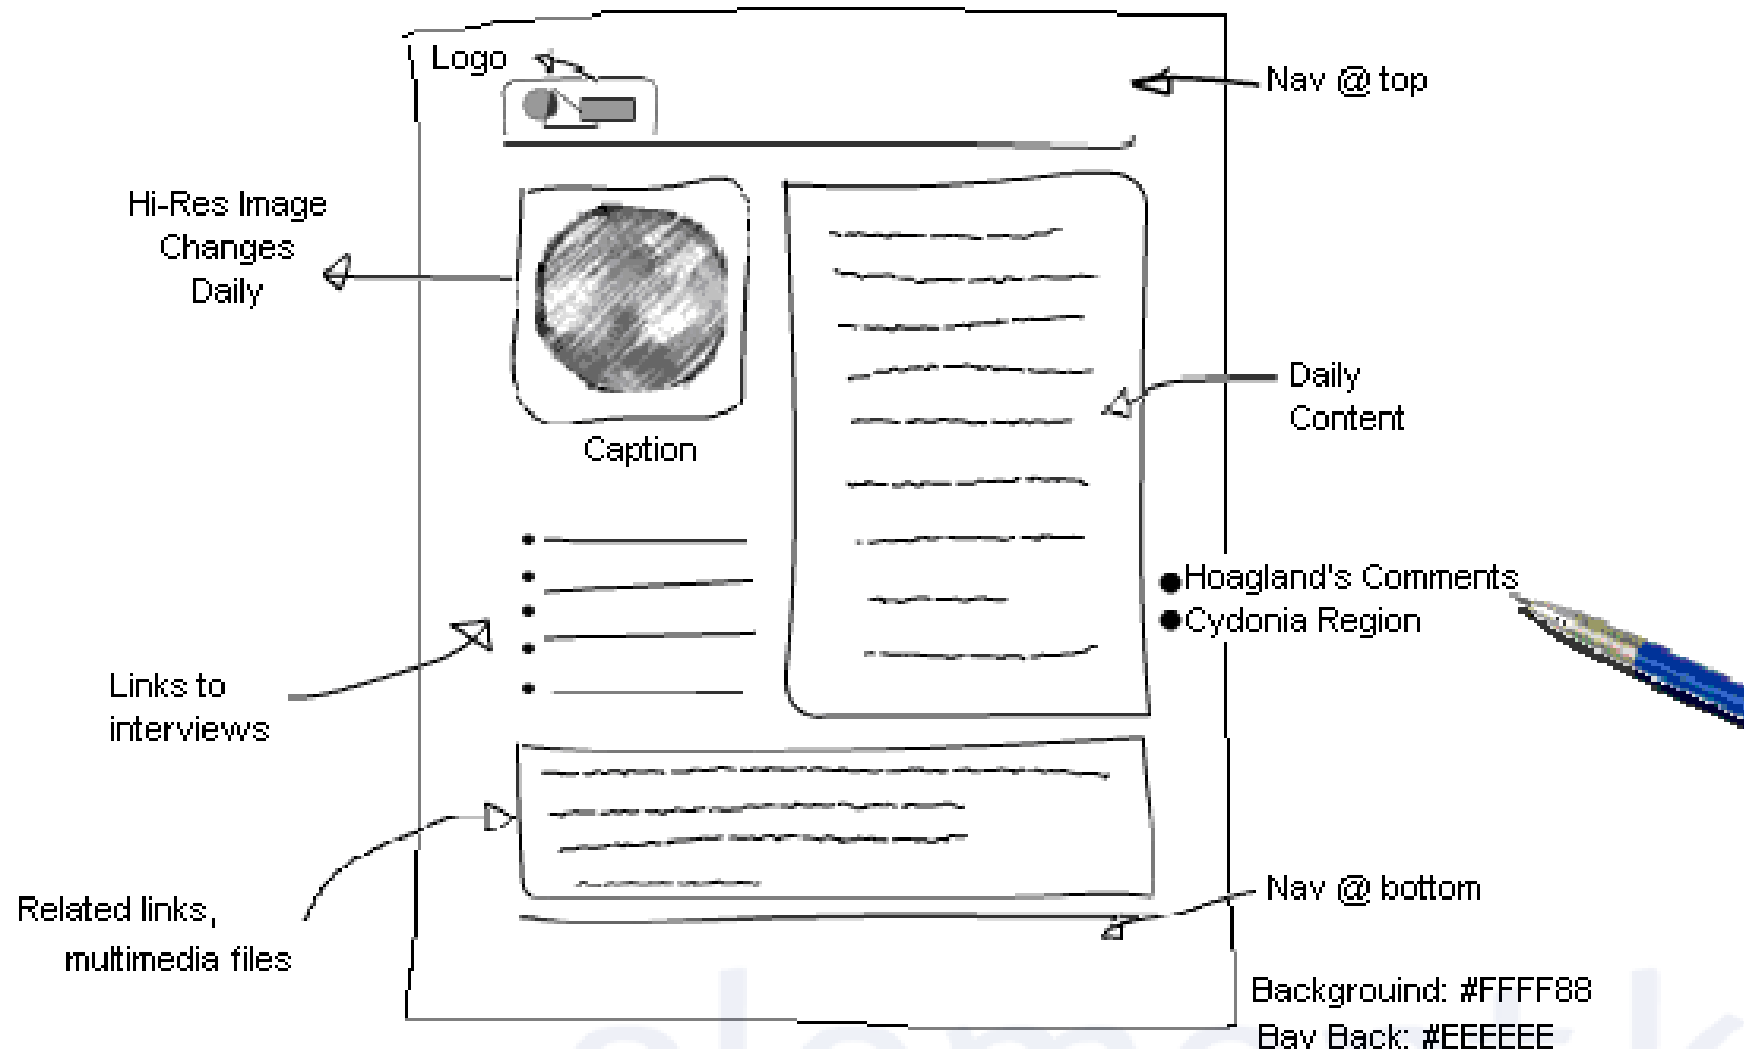 Logo
Nav @ top
Hi-Res Image
Changes
Daily
Daily
Content
Caption
Hoagland's Comments
Cydonia Region
Links to
interviews
Nav @ bottom
Related links,
multimedia files
Backgrouind: #FFFF88
Bav Back: #EEEEEE